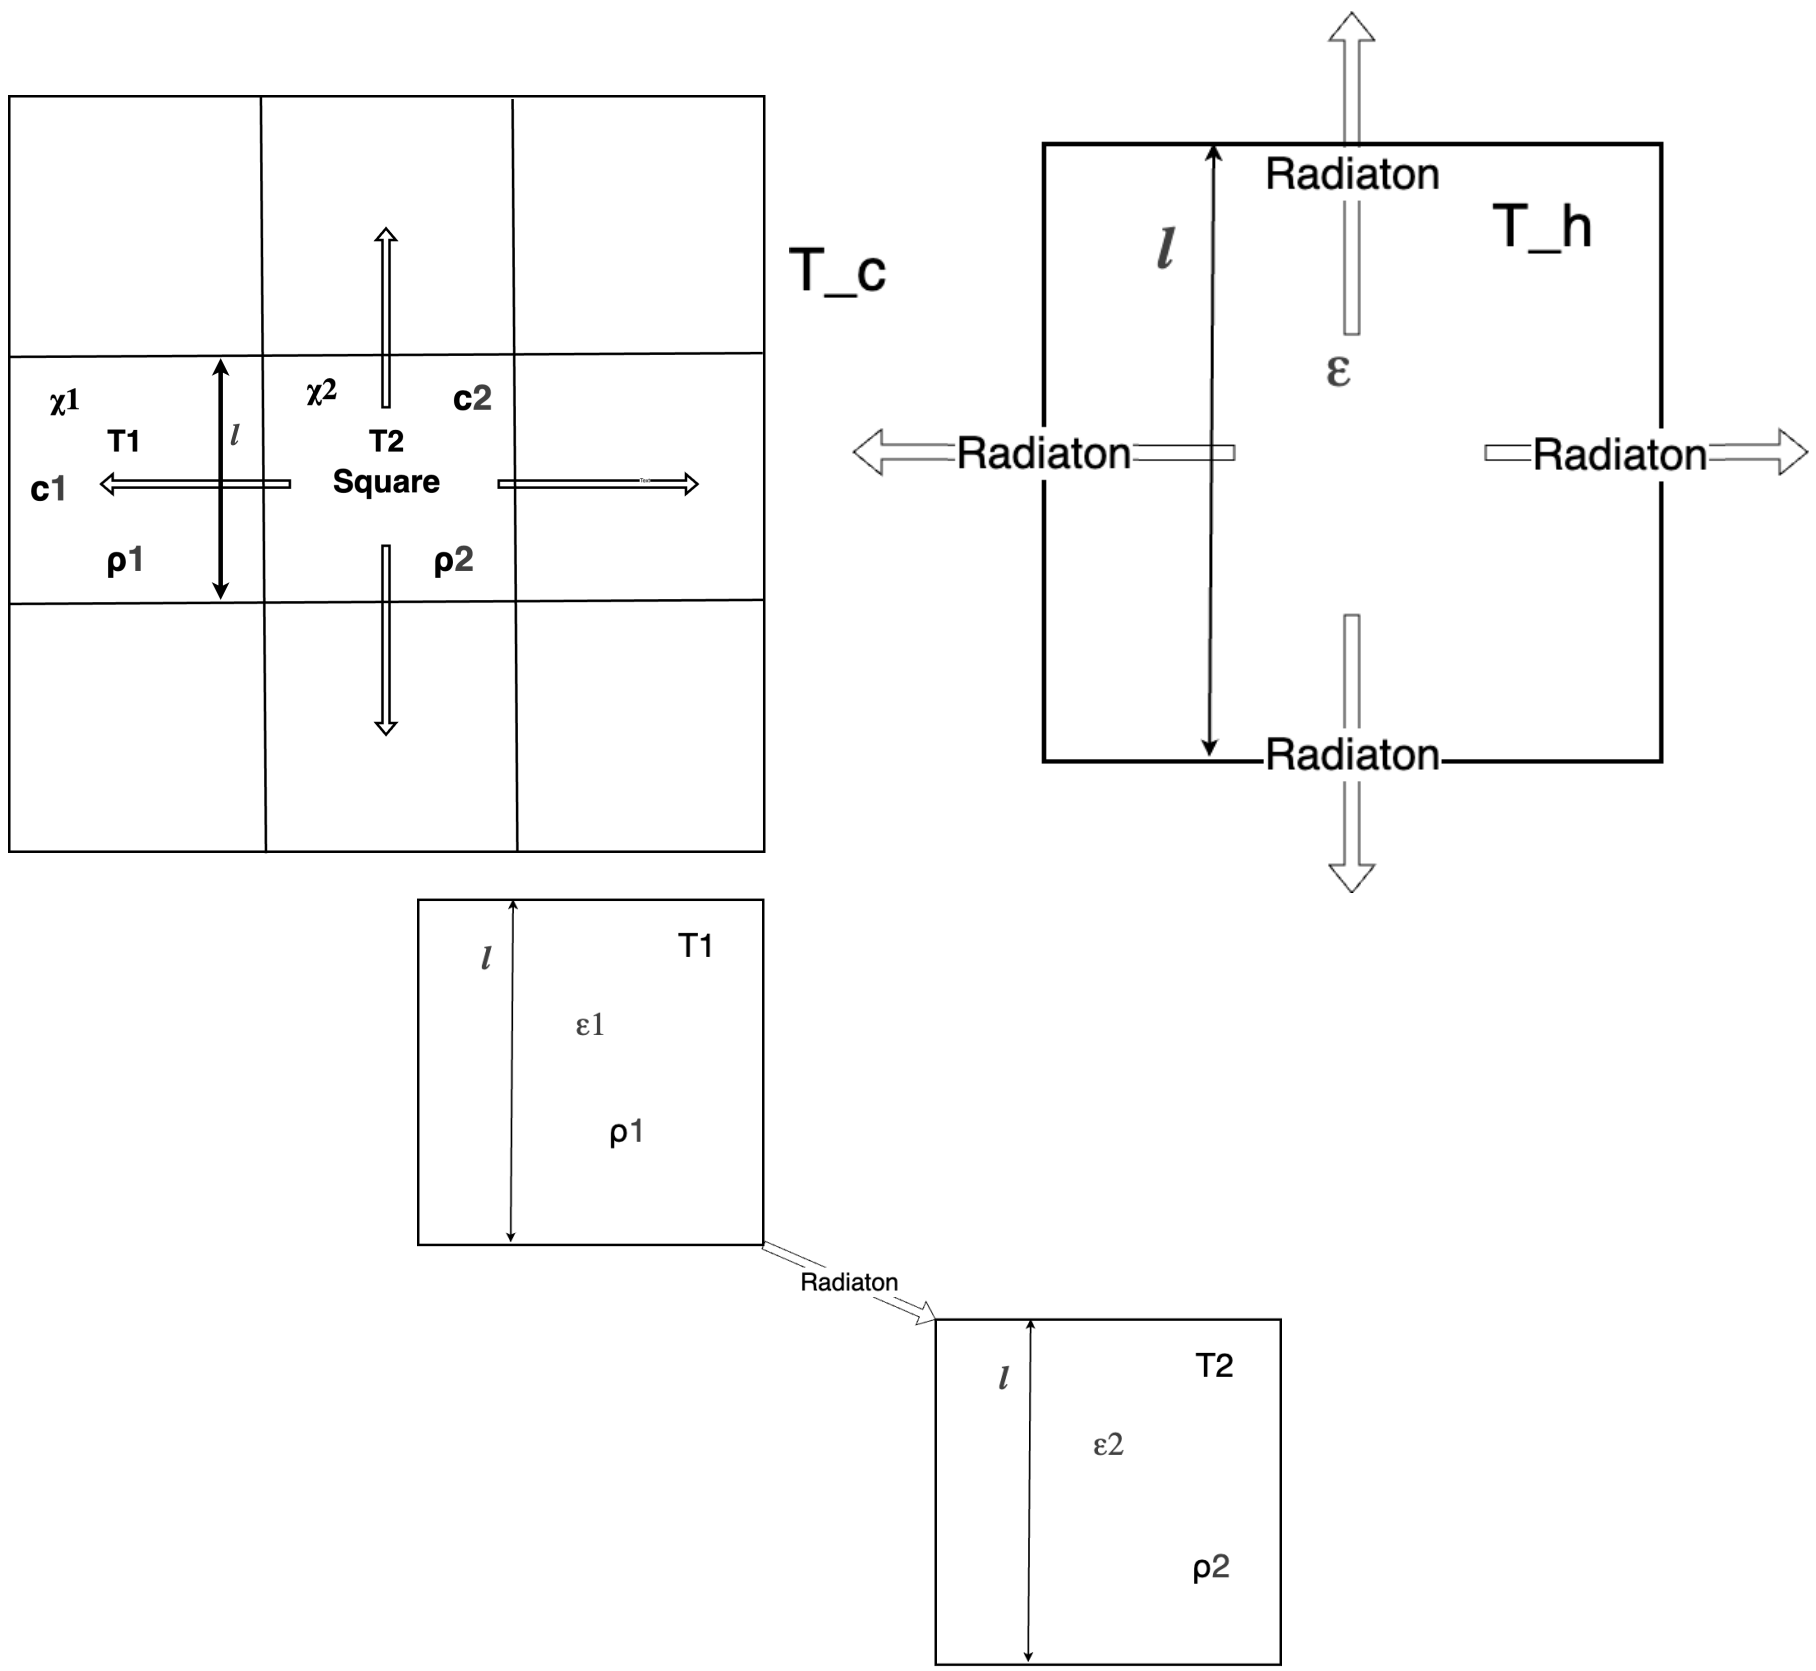 χ1
T1
c1
ρ1
l
χ2
c2
T2
Square
ρ2
T_c
Radiaton
T_h
l
ε
Radiaton
Radiaton
Radiaton
T1
l
ε1
ρ1
Radiaton
T2
l
ε2
ρ2